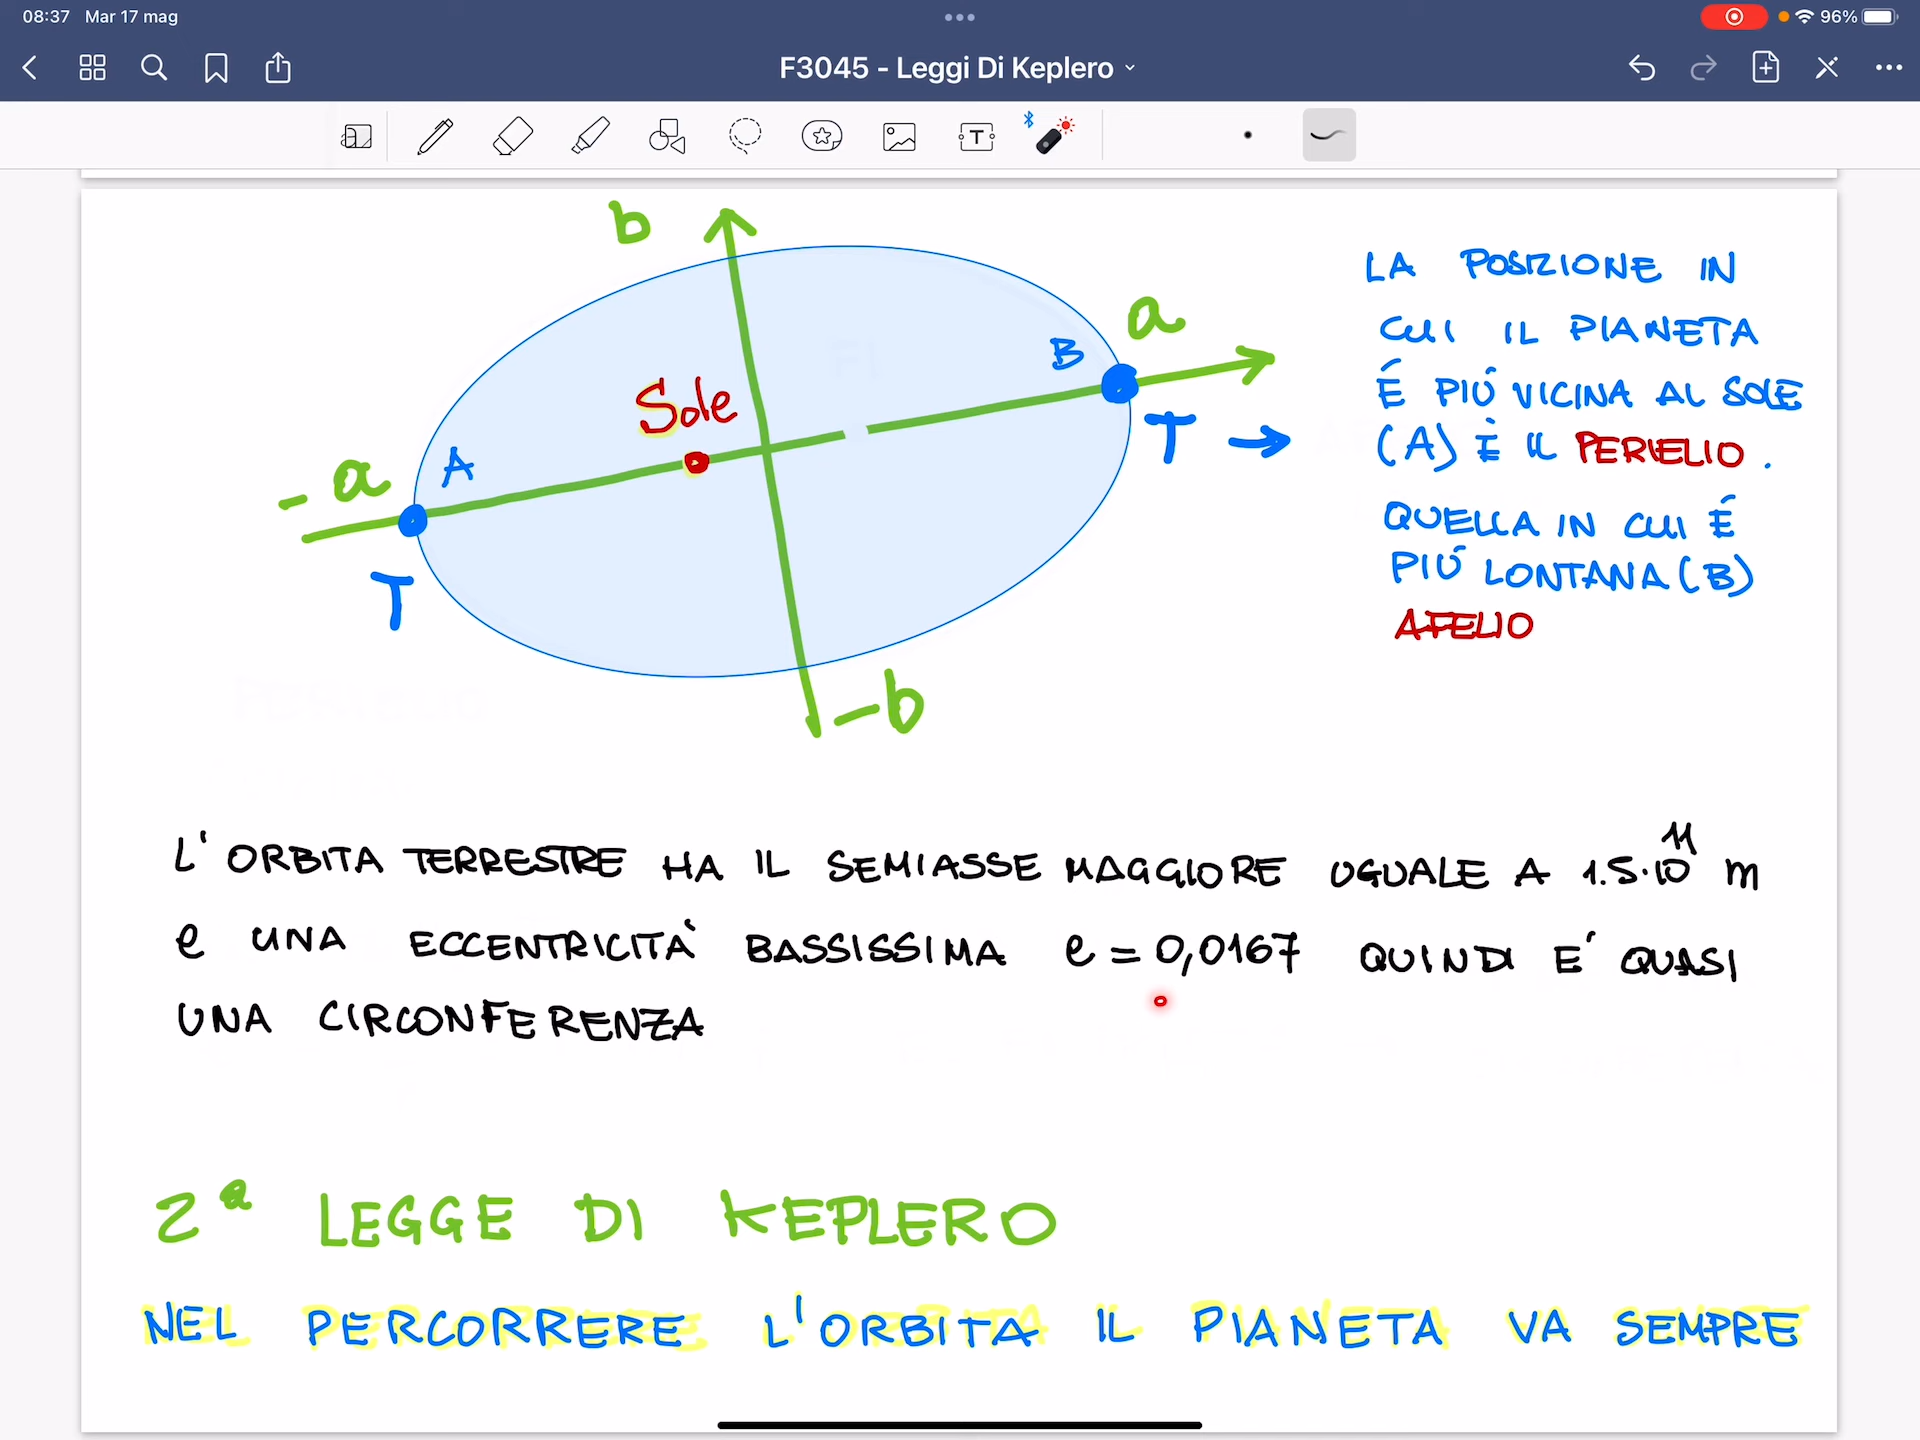 08:37 Mar 17 mag
96%
F3045 - Leggi Di Keplero
b
a
B
Sole
A
- a
T
T →
-b
LA POSIZIONE IN
CUI IL PIANETA
É PIÚ VICINA AL SOLE
(A) È IL PERIELIO.
QUELLA IN CUI É
PIÚ LONTANA (B)
AFELIO
L'ORBITA TERRESTRE HA IL SEMIASSE MAGGIORE UGUALE A 1.5·10¹¹ m
e UNA ECCENTRICITÀ BASSISSIMA e = 0,0167 QUINDI E' QUASI
UNA CIRCONFERENZA
2ª LEGGE DI KEPLERO
NEL PERCORRERE L'ORBITA IL PIANETA VA SEMPRE